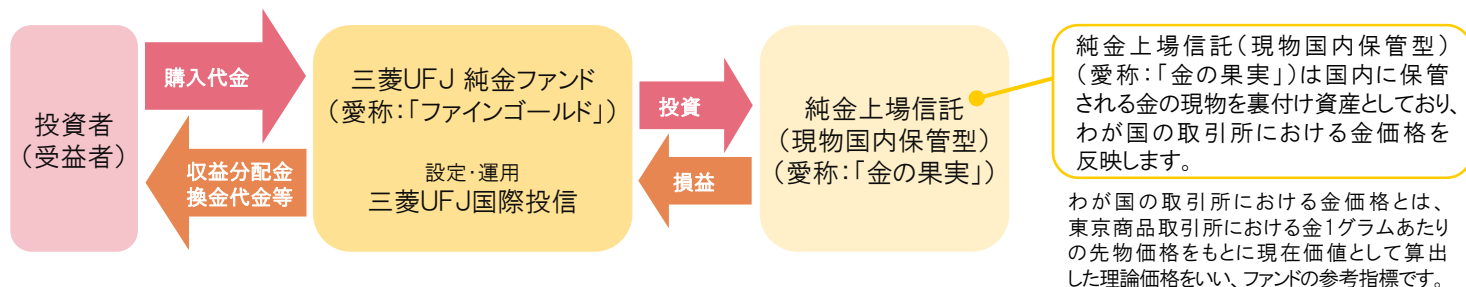 投資者
（受益者）
購入代金
収益分配金
換金代金等
三菱UFJ 純金ファンド
（愛称：「ファインゴールド」）
設定・運用
三菱UFJ国際投信
投資
損益
純金上場信託
（現物国内保管型）
（愛称：「金の果実」）
純金上場信託（現物国内保管型）
（愛称：「金の果実」）は国内に保管
される金の現物を裏付け資産としており、
わが国の取引所における金価格を
反映します。
わが国の取引所における金価格とは、
東京商品取引所における金1グラムあたり
の先物価格をもとに現在価値として算出
した理論価格をいい、ファンドの参考指標です。